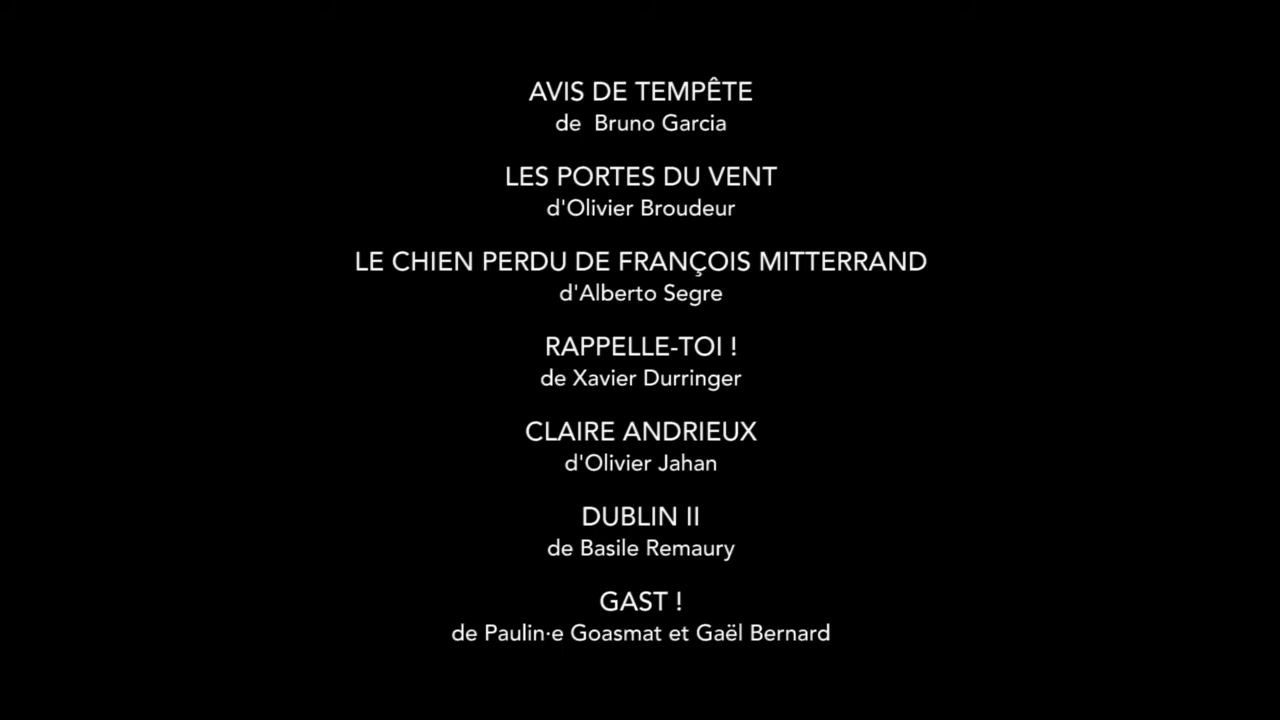 AVIS DE TEMPÊTE
de  Bruno Garcia
LES PORTES DU VENT
d'Olivier Broudeur
LE CHIEN PERDU DE FRANÇOIS MITTERRAND
d'Alberto Segre
RAPPELLE-TOI !
de Xavier Durringer
CLAIRE ANDRIEUX
d'Olivier Jahan
DUBLIN II
de Basile Remaury
GAST !
de Paulin·e Goasmat et Gaël Bernard